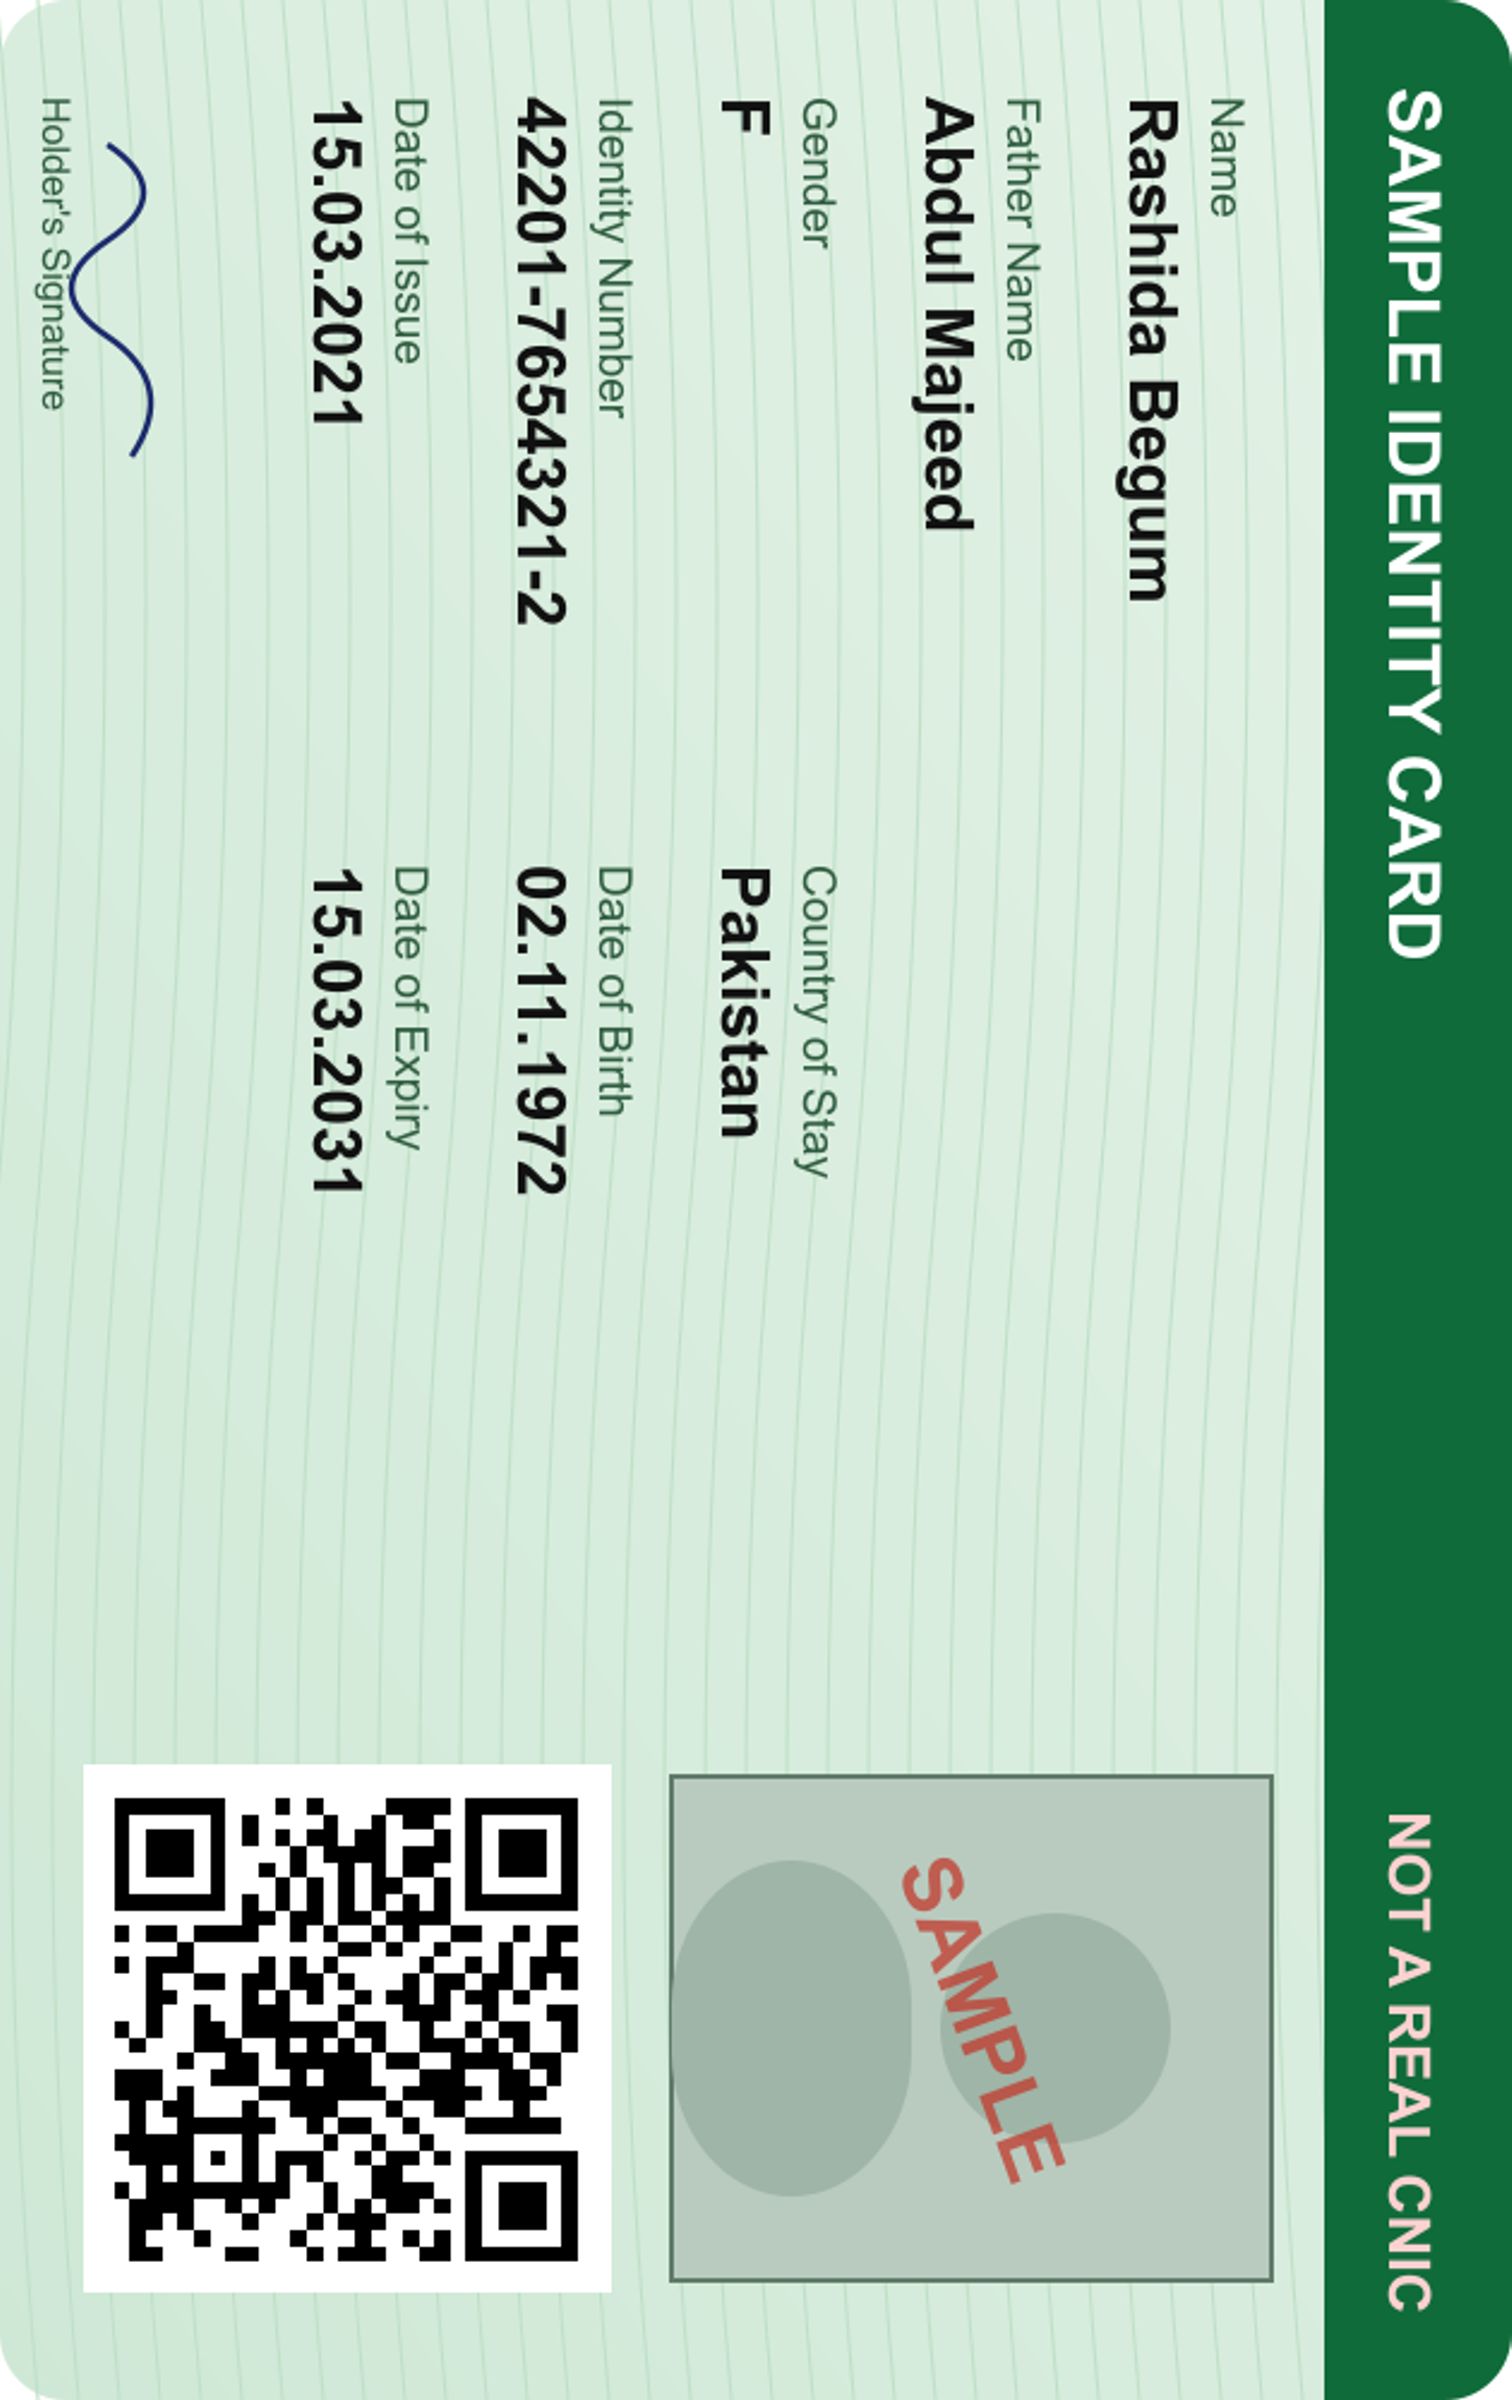 SAMPLE IDENTITY CARD
NOT A REAL CNIC
Name
Rashida Begum
Father Name
Abdul Majeed
Gender
F
Country of Stay
Pakistan
Identity Number
42201-7654321-2
Date of Birth
02.11.1972
Date of Issue
15.03.2021
Date of Expiry
15.03.2031
Holder's Signature
SAMPLE